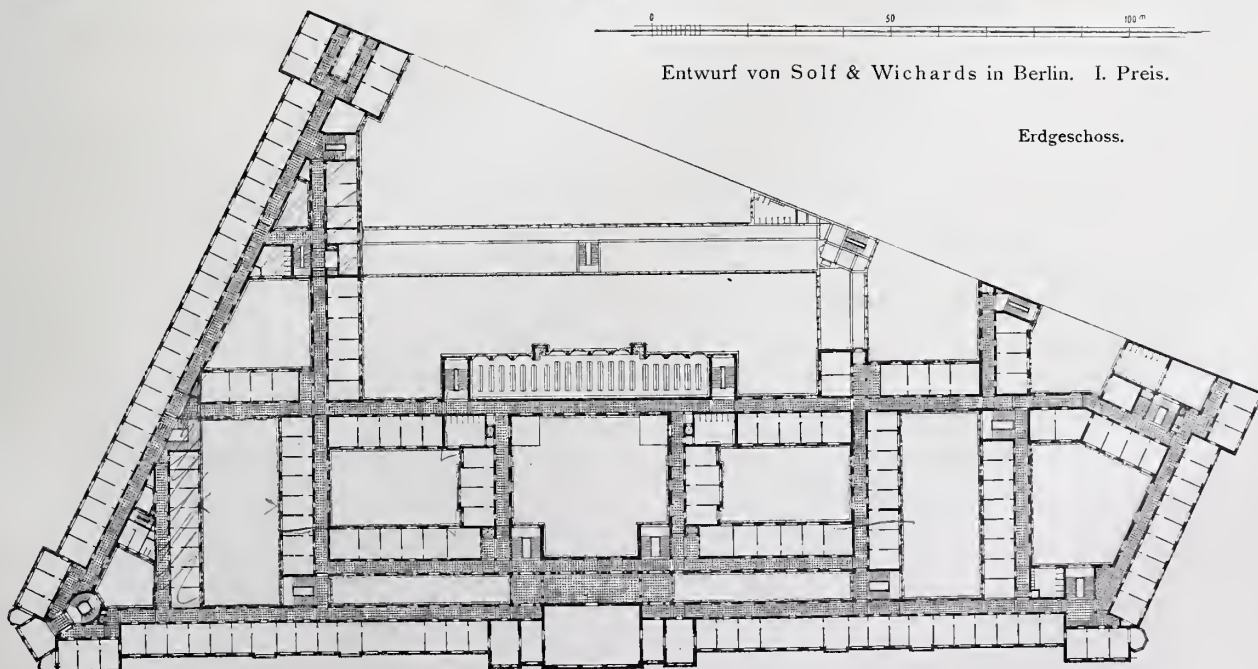 0 50 100 m
Entwurf von Solf & Wichards in Berlin. I. Preis.
Erdgeschoss.